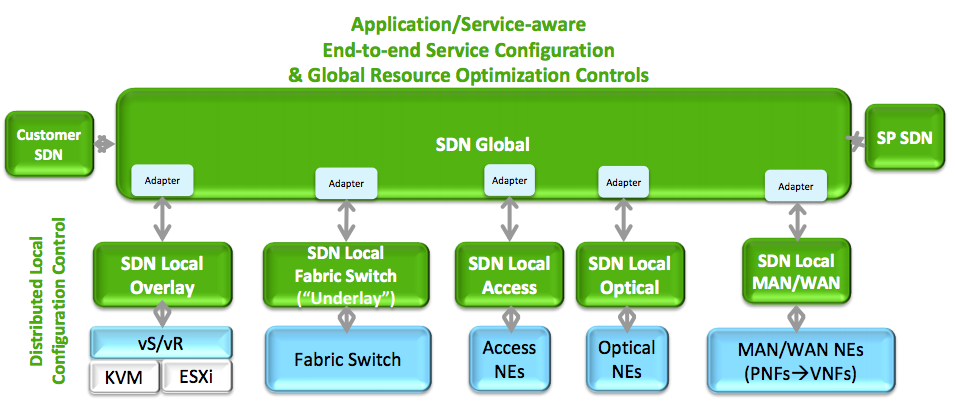 Application/Service-aware
End-to-end Service Configuration
& Global Resource Optimization Controls
Customer
SDN
SDN Global
SP SDN
Adapter
Adapter
Adapter
Adapter
Adapter
Distributed Local
Configuration Control
SDN Local
Overlay
SDN Local
Fabric Switch
(“Underlay”)
SDN Local
Access
SDN Local
Optical
SDN Local
MAN/WAN
vS/vR
KVM
ESXi
Fabric Switch
Access
NEs
Optical
NEs
MAN/WAN NEs
(PNFs→VNFs)